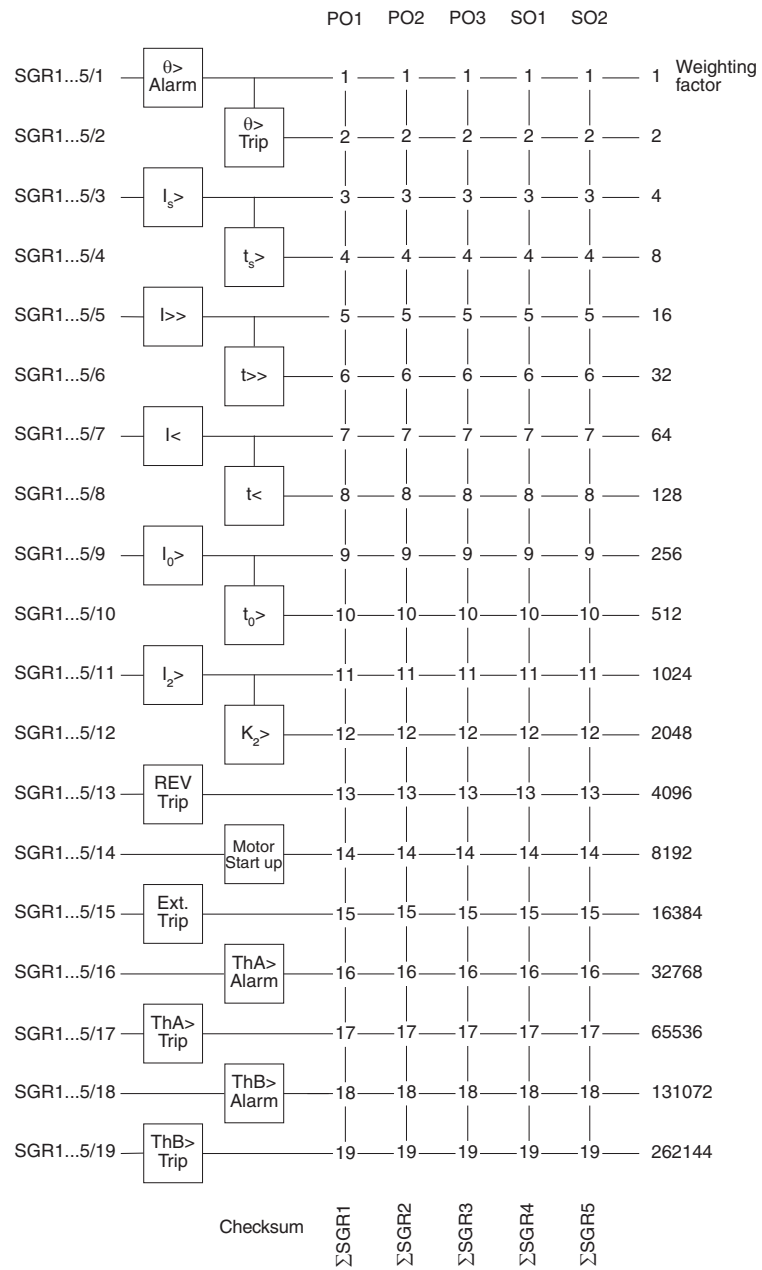 PO1 PO2 PO3 SO1 SO2
SGR1...5/1 θ> Alarm 1 1 1 1 1 1 Weighting factor
SGR1...5/2 θ> Trip 2 2 2 2 2 2
SGR1...5/3 Iₛ> 3 3 3 3 3 4
SGR1...5/4 tₛ> 4 4 4 4 4 8
SGR1...5/5 I>> 5 5 5 5 5 16
SGR1...5/6 t>> 6 6 6 6 6 32
SGR1...5/7 I< 7 7 7 7 7 64
SGR1...5/8 t< 8 8 8 8 8 128
SGR1...5/9 I₀> 9 9 9 9 9 256
SGR1...5/10 t₀> 10 10 10 10 10 512
SGR1...5/11 I₂> 11 11 11 11 11 1024
SGR1...5/12 K₂> 12 12 12 12 12 2048
SGR1...5/13 REV Trip 13 13 13 13 13 4096
SGR1...5/14 Motor Start up 14 14 14 14 14 8192
SGR1...5/15 Ext. Trip 15 15 15 15 15 16384
SGR1...5/16 ThA> Alarm 16 16 16 16 16 32768
SGR1...5/17 ThA> Trip 17 17 17 17 17 65536
SGR1...5/18 ThB> Alarm 18 18 18 18 18 131072
SGR1...5/19 ThB> Trip 19 19 19 19 19 262144
Checksum ∑SGR1 ∑SGR2 ∑SGR3 ∑SGR4 ∑SGR5